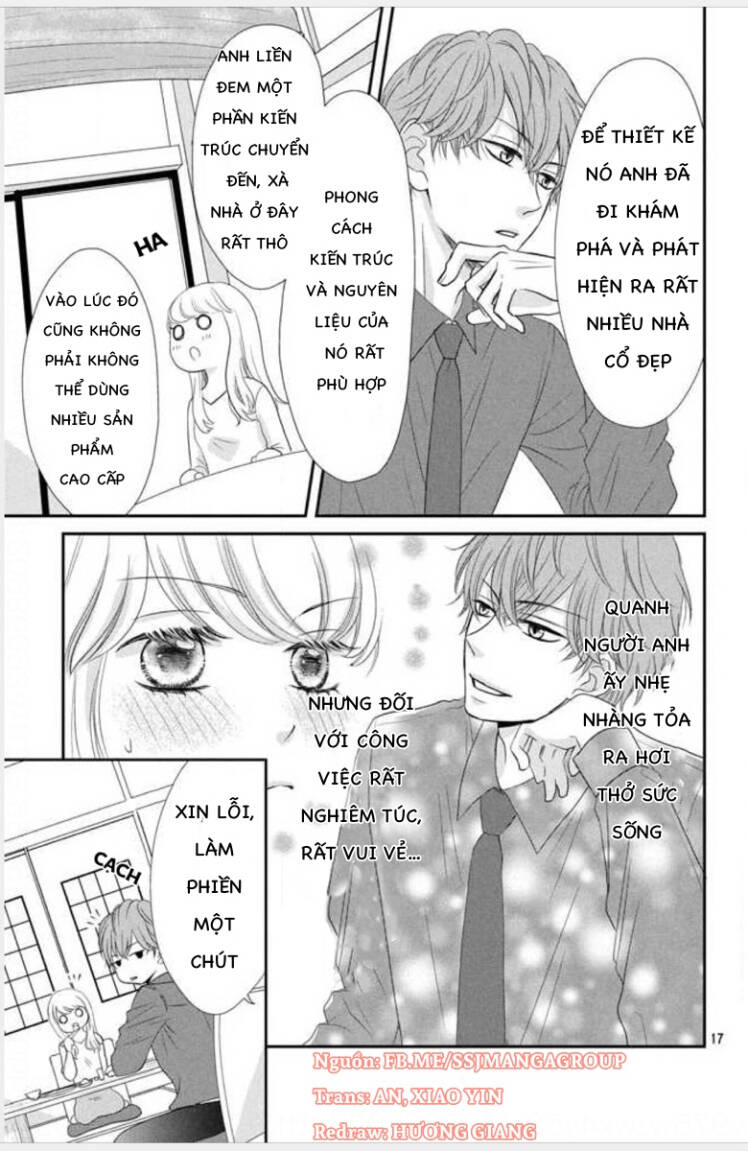 ĐỂ THIẾT KẾ
NÓ ANH ĐÃ
ĐI KHÁM
PHÁ VÀ PHÁT
HIỆN RA RẤT
NHIỀU NHÀ
CỔ ĐẸP
PHONG
CÁCH
KIẾN TRÚC
VÀ NGUYÊN
LIỆU CỦA
NÓ RẤT
PHÙ HỢP
ANH LIỀN
ĐEM MỘT
PHẦN KIẾN
TRÚC CHUYỂN
ĐẾN, XÀ
NHÀ Ở ĐÂY
RẤT THÔ
HA
VÀO LÚC ĐÓ
CŨNG KHÔNG
PHẢI KHÔNG
THỂ DÙNG
NHIỀU SẢN
PHẨM
CAO CẤP
QUANH
NGƯỜI ANH
ẤY NHẸ
NHÀNG TỎA
RA HƠI
THỞ SỨC
SỐNG
NHƯNG ĐỐI
VỚI CÔNG
VIỆC RẤT
NGHIÊM TÚC,
RẤT VUI VẺ...
XIN LỖI,
LÀM
PHIỀN
MỘT
CHÚT
CẠCH
17
Nguồn: FB.ME/SSJMANGAGROUP
Trans: AN, XIAO YIN
Redraw: HƯƠNG GIANG